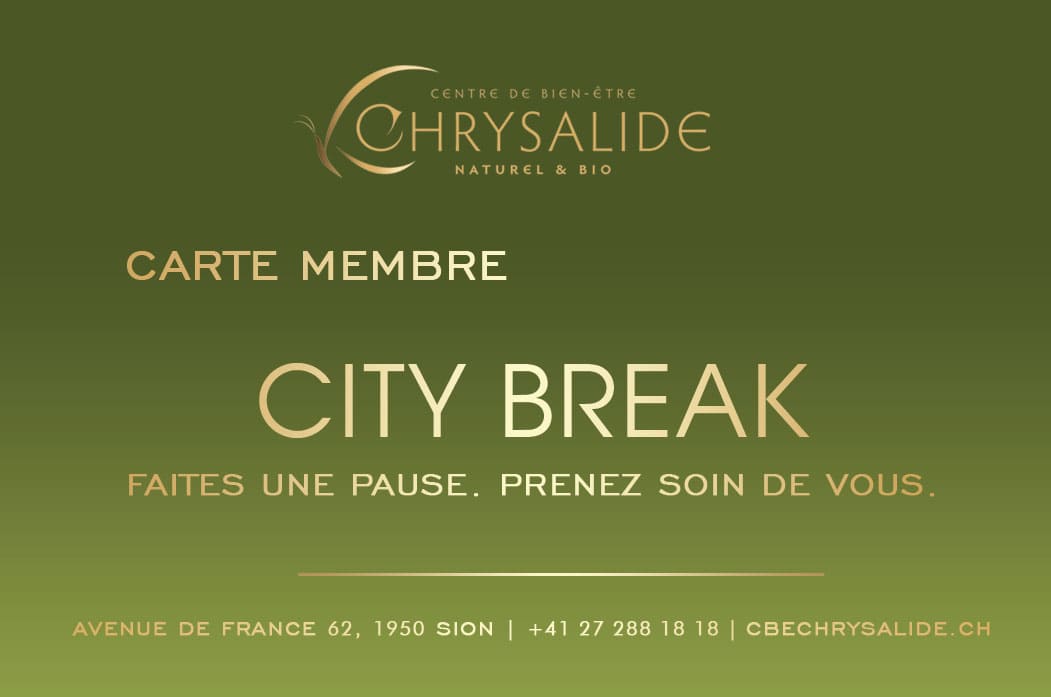 CENTRE DE BIEN-ÊTRE
CHRYSALIDE
NATUREL & BIO
CARTE MEMBRE
CITY BREAK
FAITES UNE PAUSE. PRENEZ SOIN DE VOUS.
AVENUE DE FRANCE 62, 1950 SION | +41 27 288 18 18 | CBECHRYSALIDE.CH